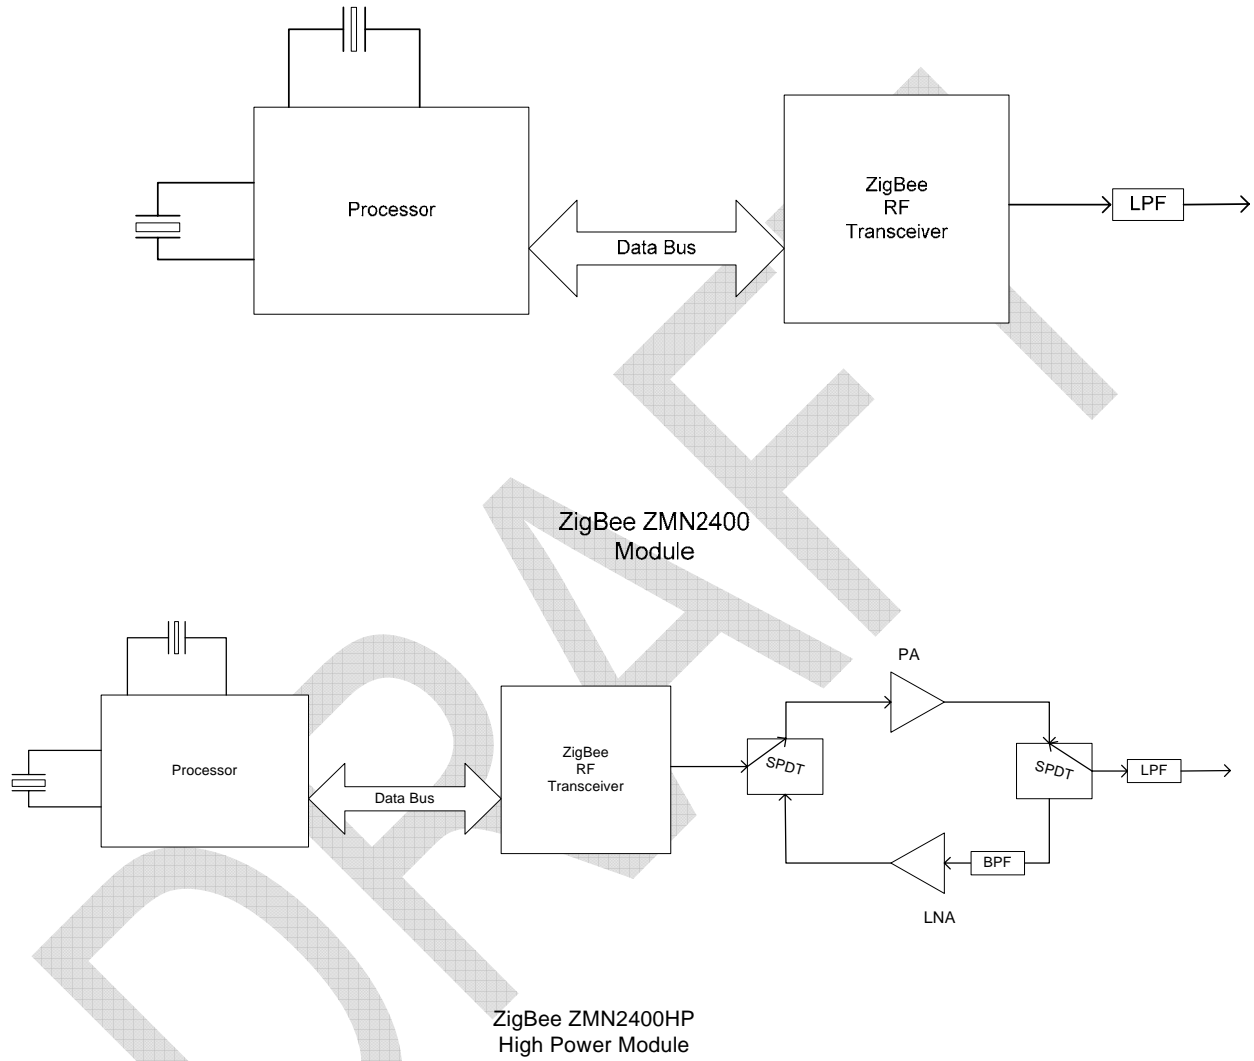 Processor
Data Bus
ZigBee
RF
Transceiver
LPF
ZigBee ZMN2400
Module
PA
Processor
Data Bus
ZigBee
RF
Transceiver
SPDT
SPDT
LPF
BPF
LNA
ZigBee ZMN2400HP
High Power Module
DRAFT